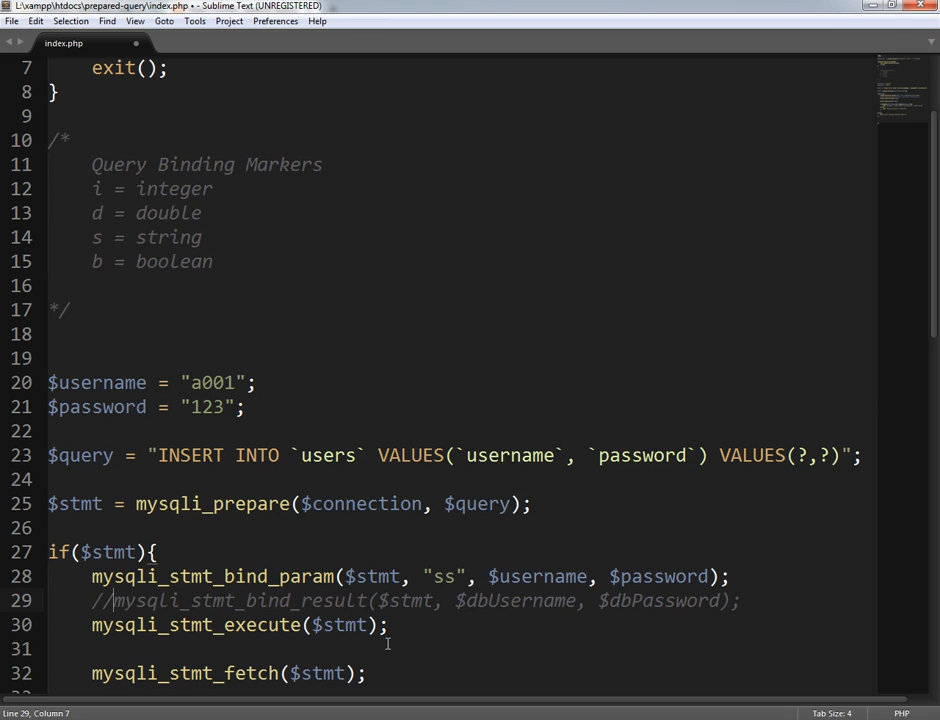 L:\xampp\htdocs\prepared-query\index.php • - Sublime Text (UNREGISTERED)
File Edit Selection Find View Goto Tools Project Preferences Help
index.php
7 exit();
8 }
9
10 /*
11 Query Binding Markers
12 i = integer
13 d = double
14 s = string
15 b = boolean
16
17 */
18
19
20 $username = "a001";
21 $password = "123";
22
23 $query = "INSERT INTO `users` VALUES(`username`, `password`) VALUES(?,?)";
24
25 $stmt = mysqli_prepare($connection, $query);
26
27 if($stmt){
28 mysqli_stmt_bind_param($stmt, "ss", $username, $password);
29 //mysqli_stmt_bind_result($stmt, $dbUsername, $dbPassword);
30 mysqli_stmt_execute($stmt);
31
32 mysqli_stmt_fetch($stmt);
Line 29, Column 7 Tab Size: 4 PHP